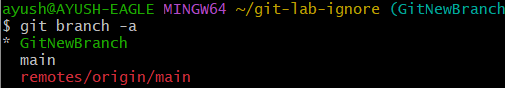 ayush@AYUSH-EAGLE MINGW64 ~/git-lab-ignore (GitNewBranch
$ git branch -a
* GitNewBranch
  main
  remotes/origin/main